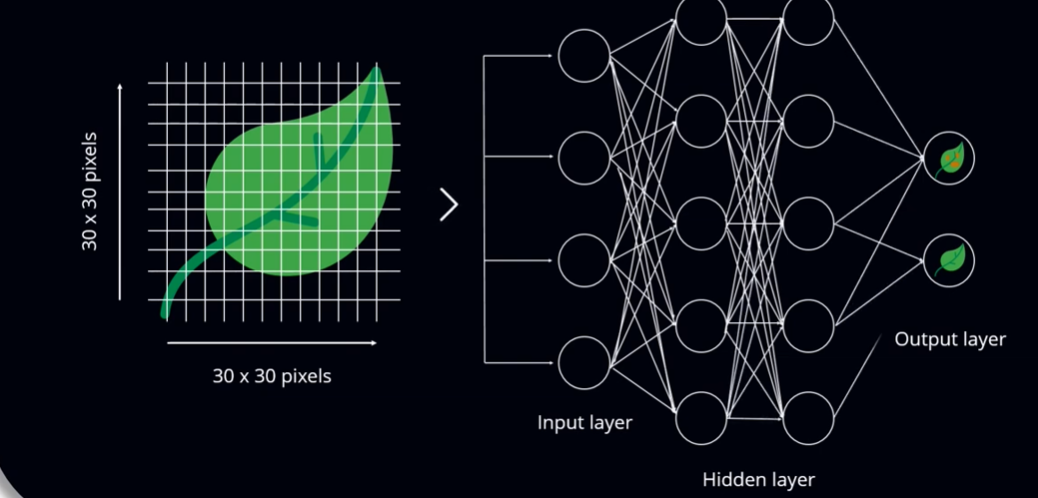 30 x 30 pixels
30 x 30 pixels
Input layer
Hidden layer
Output layer